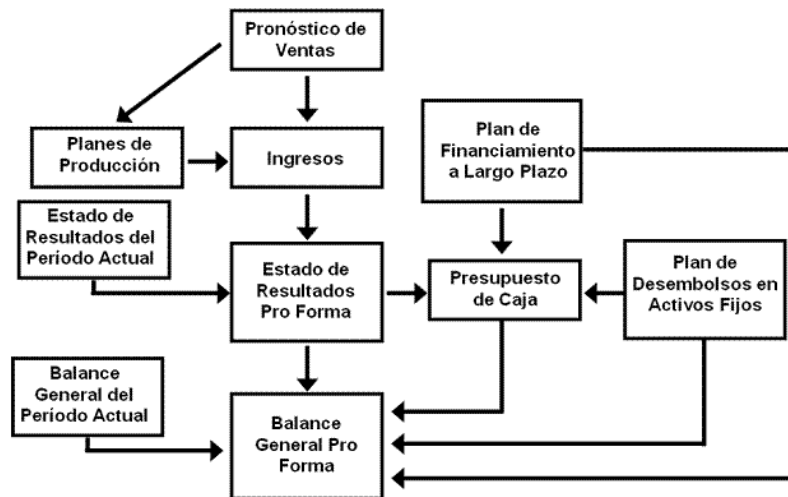 Pronóstico de
Ventas
Planes de
Producción
Ingresos
Plan de
Financiamiento
a Largo Plazo
Estado de
Resultados del
Período Actual
Estado de
Resultados
Pro Forma
Presupuesto
de Caja
Plan de
Desembolsos en
Activos Fijos
Balance
General del
Período Actual
Balance
General Pro
Forma